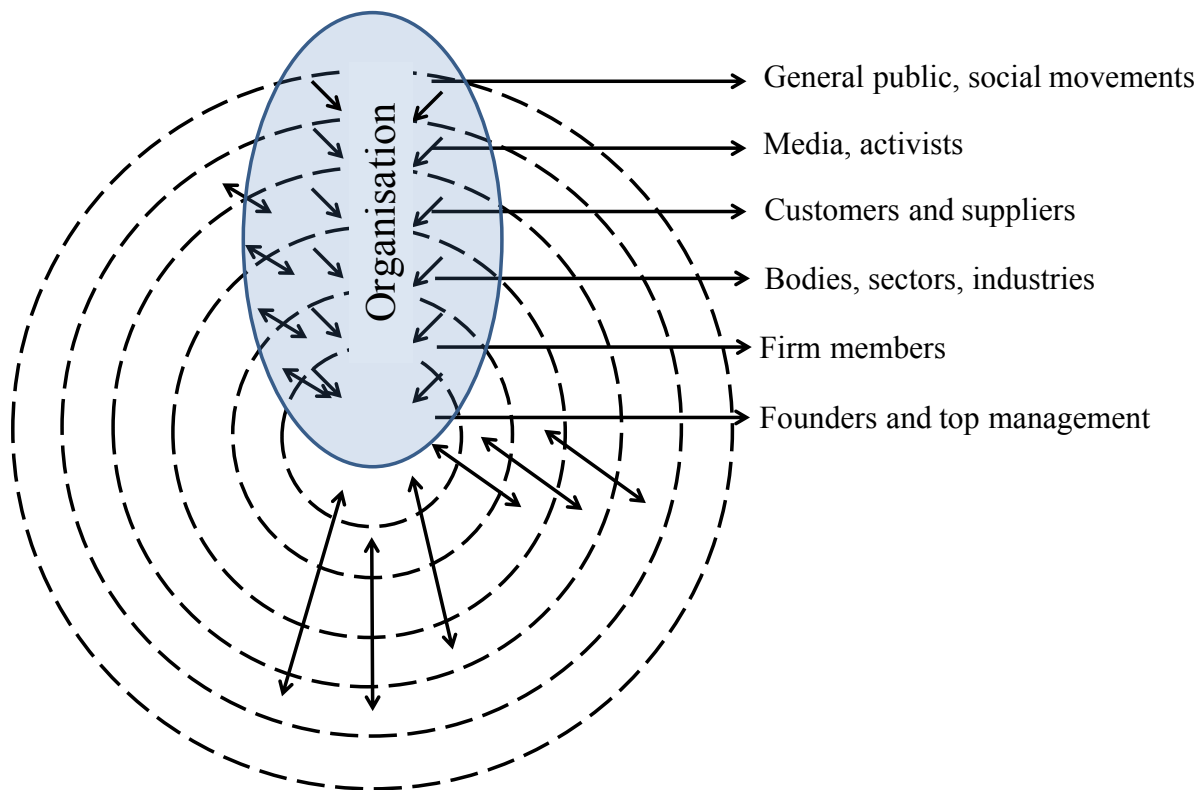 General public, social movements
Media, activists
Customers and suppliers
Bodies, sectors, industries
Firm members
Founders and top management
Organisation